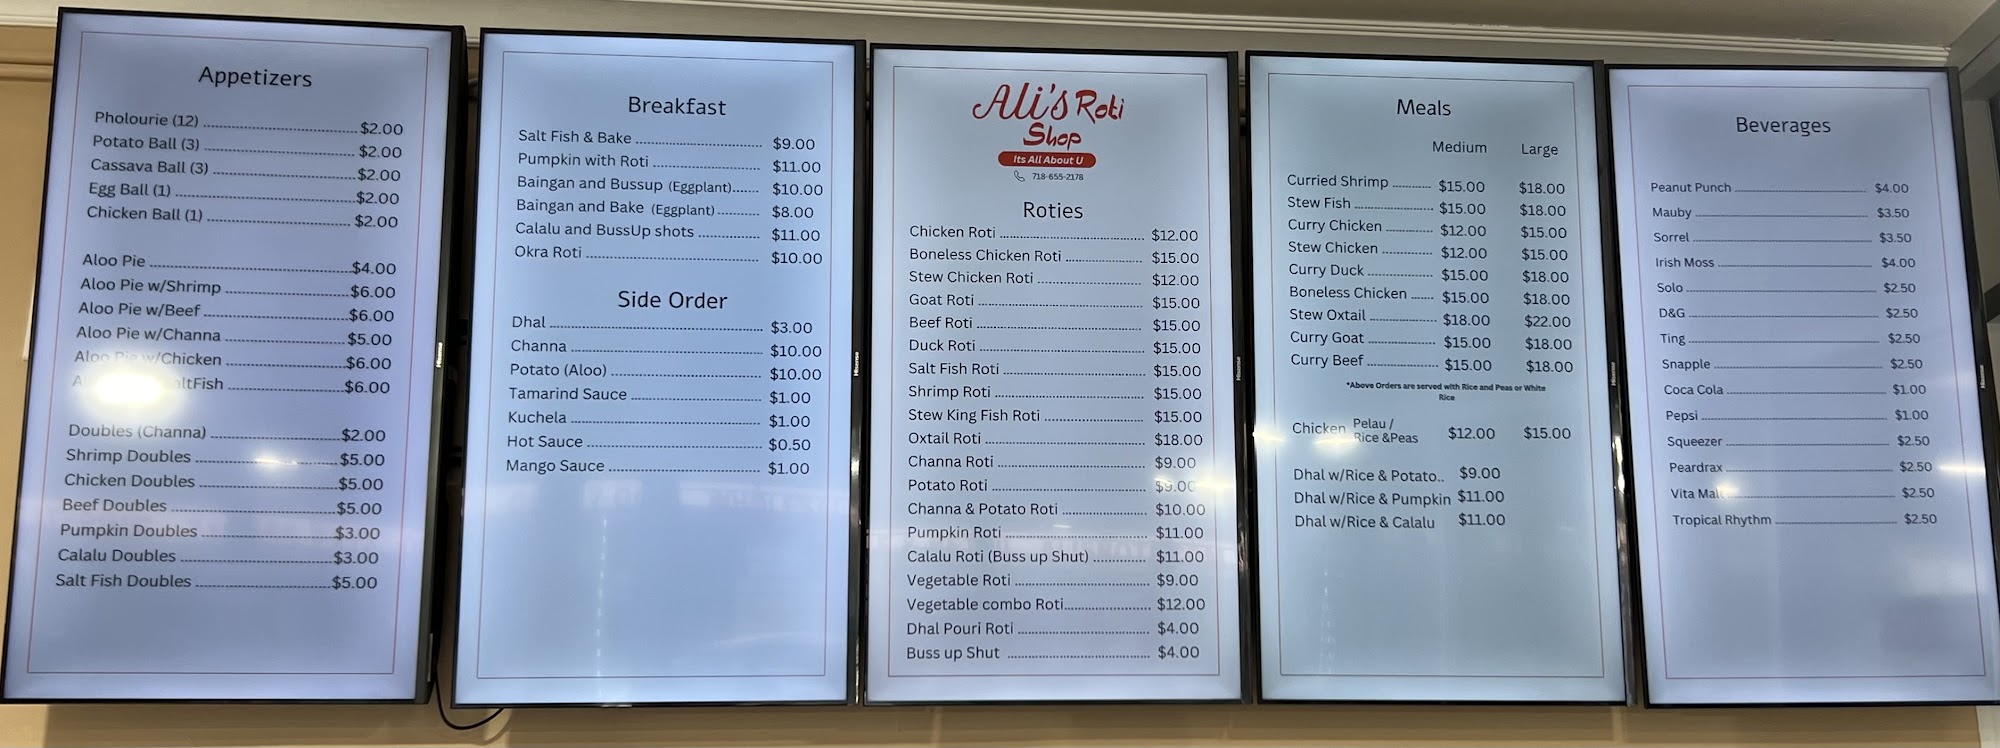 Appetizers
Pholourie (12) $2.00
Potato Ball (3) $2.00
Cassava Ball (3) $2.00
Egg Ball (1) $2.00
Chicken Ball (1) $2.00
Aloo Pie $4.00
Aloo Pie w/Shrimp $6.00
Aloo Pie w/Beef $6.00
Aloo Pie w/Channa $5.00
Aloo Pie w/Chicken $6.00
$6.00
Doubles (Channa) $2.00
Shrimp Doubles $5.00
Chicken Doubles $5.00
Beef Doubles $5.00
Pumpkin Doubles $3.00
Calalu Doubles $3.00
Salt Fish Doubles $5.00
Hisense
Breakfast
Salt Fish & Bake $9.00
Pumpkin with Roti $11.00
Baingan and Bussup (Eggplant) $10.00
Baingan and Bake (Eggplant) $8.00
Calalu and BussUp shots $11.00
Okra Roti $10.00
Side Order
Dhal $3.00
Channa $10.00
Potato (Aloo) $10.00
Tamarind Sauce $1.00
Kuchela $1.00
Hot Sauce $0.50
Mango Sauce $1.00
Hisense
Ali's Roti
Shop
Its All About U
718-655-2178
Roties
Chicken Roti $12.00
Boneless Chicken Roti $15.00
Stew Chicken Roti $12.00
Goat Roti $15.00
Beef Roti $15.00
Duck Roti $15.00
Salt Fish Roti $15.00
Shrimp Roti $15.00
Stew King Fish Roti $15.00
Oxtail Roti $18.00
Channa Roti $9.00
Potato Roti $9.00
Channa & Potato Roti $10.00
Pumpkin Roti $11.00
Calalu Roti (Buss up Shut) $11.00
Vegetable Roti $9.00
Vegetable combo Roti $12.00
Dhal Pouri Roti $4.00
Buss up Shut $4.00
Hisense
Meals
Medium Large
Curried Shrimp $15.00 $18.00
Stew Fish $15.00 $18.00
Curry Chicken $12.00 $15.00
Stew Chicken $12.00 $15.00
Curry Duck $15.00 $18.00
Boneless Chicken $15.00 $18.00
Stew Oxtail $18.00 $22.00
Curry Goat $15.00 $18.00
Curry Beef $15.00 $18.00
*Above Orders are served with Rice and Peas or White
Rice
Chicken Pelau /
Rice &Peas $12.00 $15.00
Dhal w/Rice & Potato.. $9.00
Dhal w/Rice & Pumpkin $11.00
Dhal w/Rice & Calalu $11.00
Hisense
Beverages
Peanut Punch $4.00
Mauby $3.50
Sorrel $3.50
Irish Moss $4.00
Solo $2.50
D&G $2.50
Ting $2.50
Snapple $2.50
Coca Cola $1.00
Pepsi $1.00
Squeezer $2.50
Peardrax $2.50
Vita Malt $2.50
Tropical Rhythm $2.50
Hisense